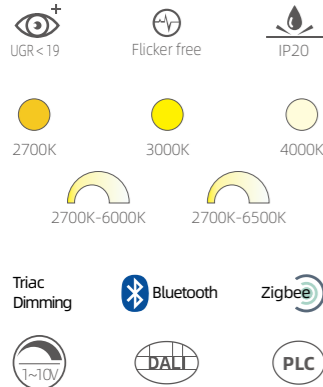 UGR<19 Flicker free IP20
2700K 3000K 4000K
2700K-6000K 2700K-6500K
Triac
Dimming Bluetooth Zigbee
1~10V DALI PLC